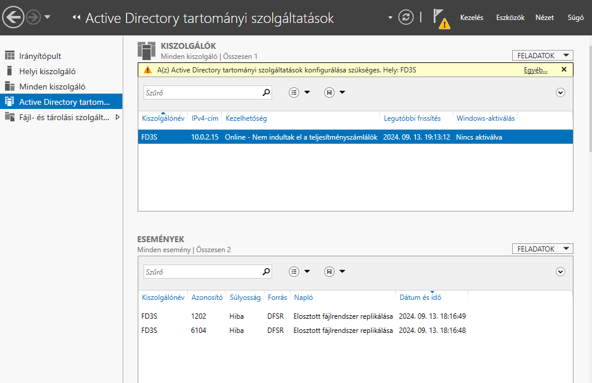 Active Directory tartományi szolgáltatások
Kezelés Eszközök Nézet Súgó
Irányítópult
Helyi kiszolgáló
Minden kiszolgáló
Active Directory tartom...
Fájl- és tárolási szolgált...
KISZOLGÁLÓK
Minden kiszolgáló | Összesen 1
FELADATOK
A(z) Active Directory tartományi szolgáltatások konfigurálása szükséges. Hely: FD3S
Egyéb...
Szűrő
Kiszolgálónév IPv4-cím Kezelhetőség Legutóbbi frissítés Windows-aktiválás
FD3S 10.0.2.15 Online - Nem indultak el a teljesítményszámlálók 2024. 09. 13. 19:13:12 Nincs aktiválva
ESEMÉNYEK
Minden esemény | Összesen 2
FELADATOK
Szűrő
Kiszolgálónév Azonosító Súlyosság Forrás Napló Dátum és idő
FD3S 1202 Hiba DFSR Elosztott fájlrendszer replikálása 2024. 09. 13. 18:16:49
FD3S 6104 Hiba DFSR Elosztott fájlrendszer replikálása 2024. 09. 13. 18:16:48